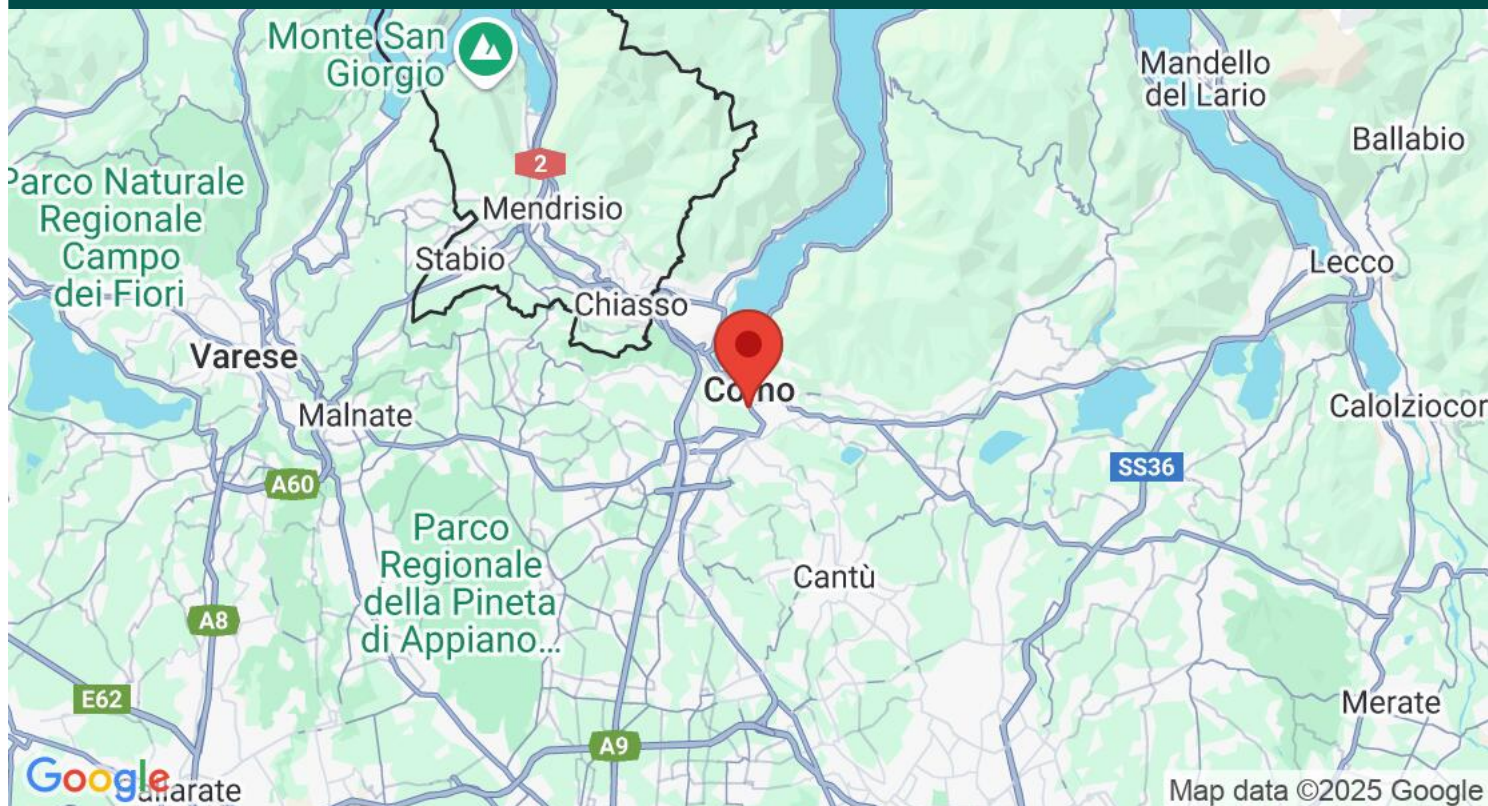 Monte San
Giorgio
Mandello
del Lario
Ballabio
2
Parco Naturale
Regionale
Campo
dei Fiori
Mendrisio
Stabio
Lecco
Chiasso
Varese
Como
Malnate
Calolziocor
SS36
A60
Parco
Regionale
della Pineta
di Appiano...
Cantù
A8
E62
Merate
A9
Google
allarate
Map data ©2025 Google